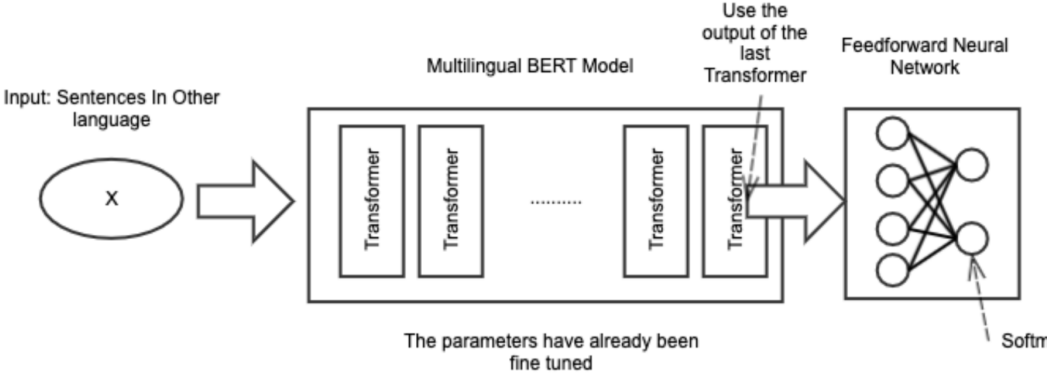 Use the
output of the
last
Transformer
Feedforward Neural
Network
Multilingual BERT Model
Input: Sentences In Other
language
X
Transformer
Transformer
..........
Transformer
Transformer
The parameters have already been
fine tuned
Softm